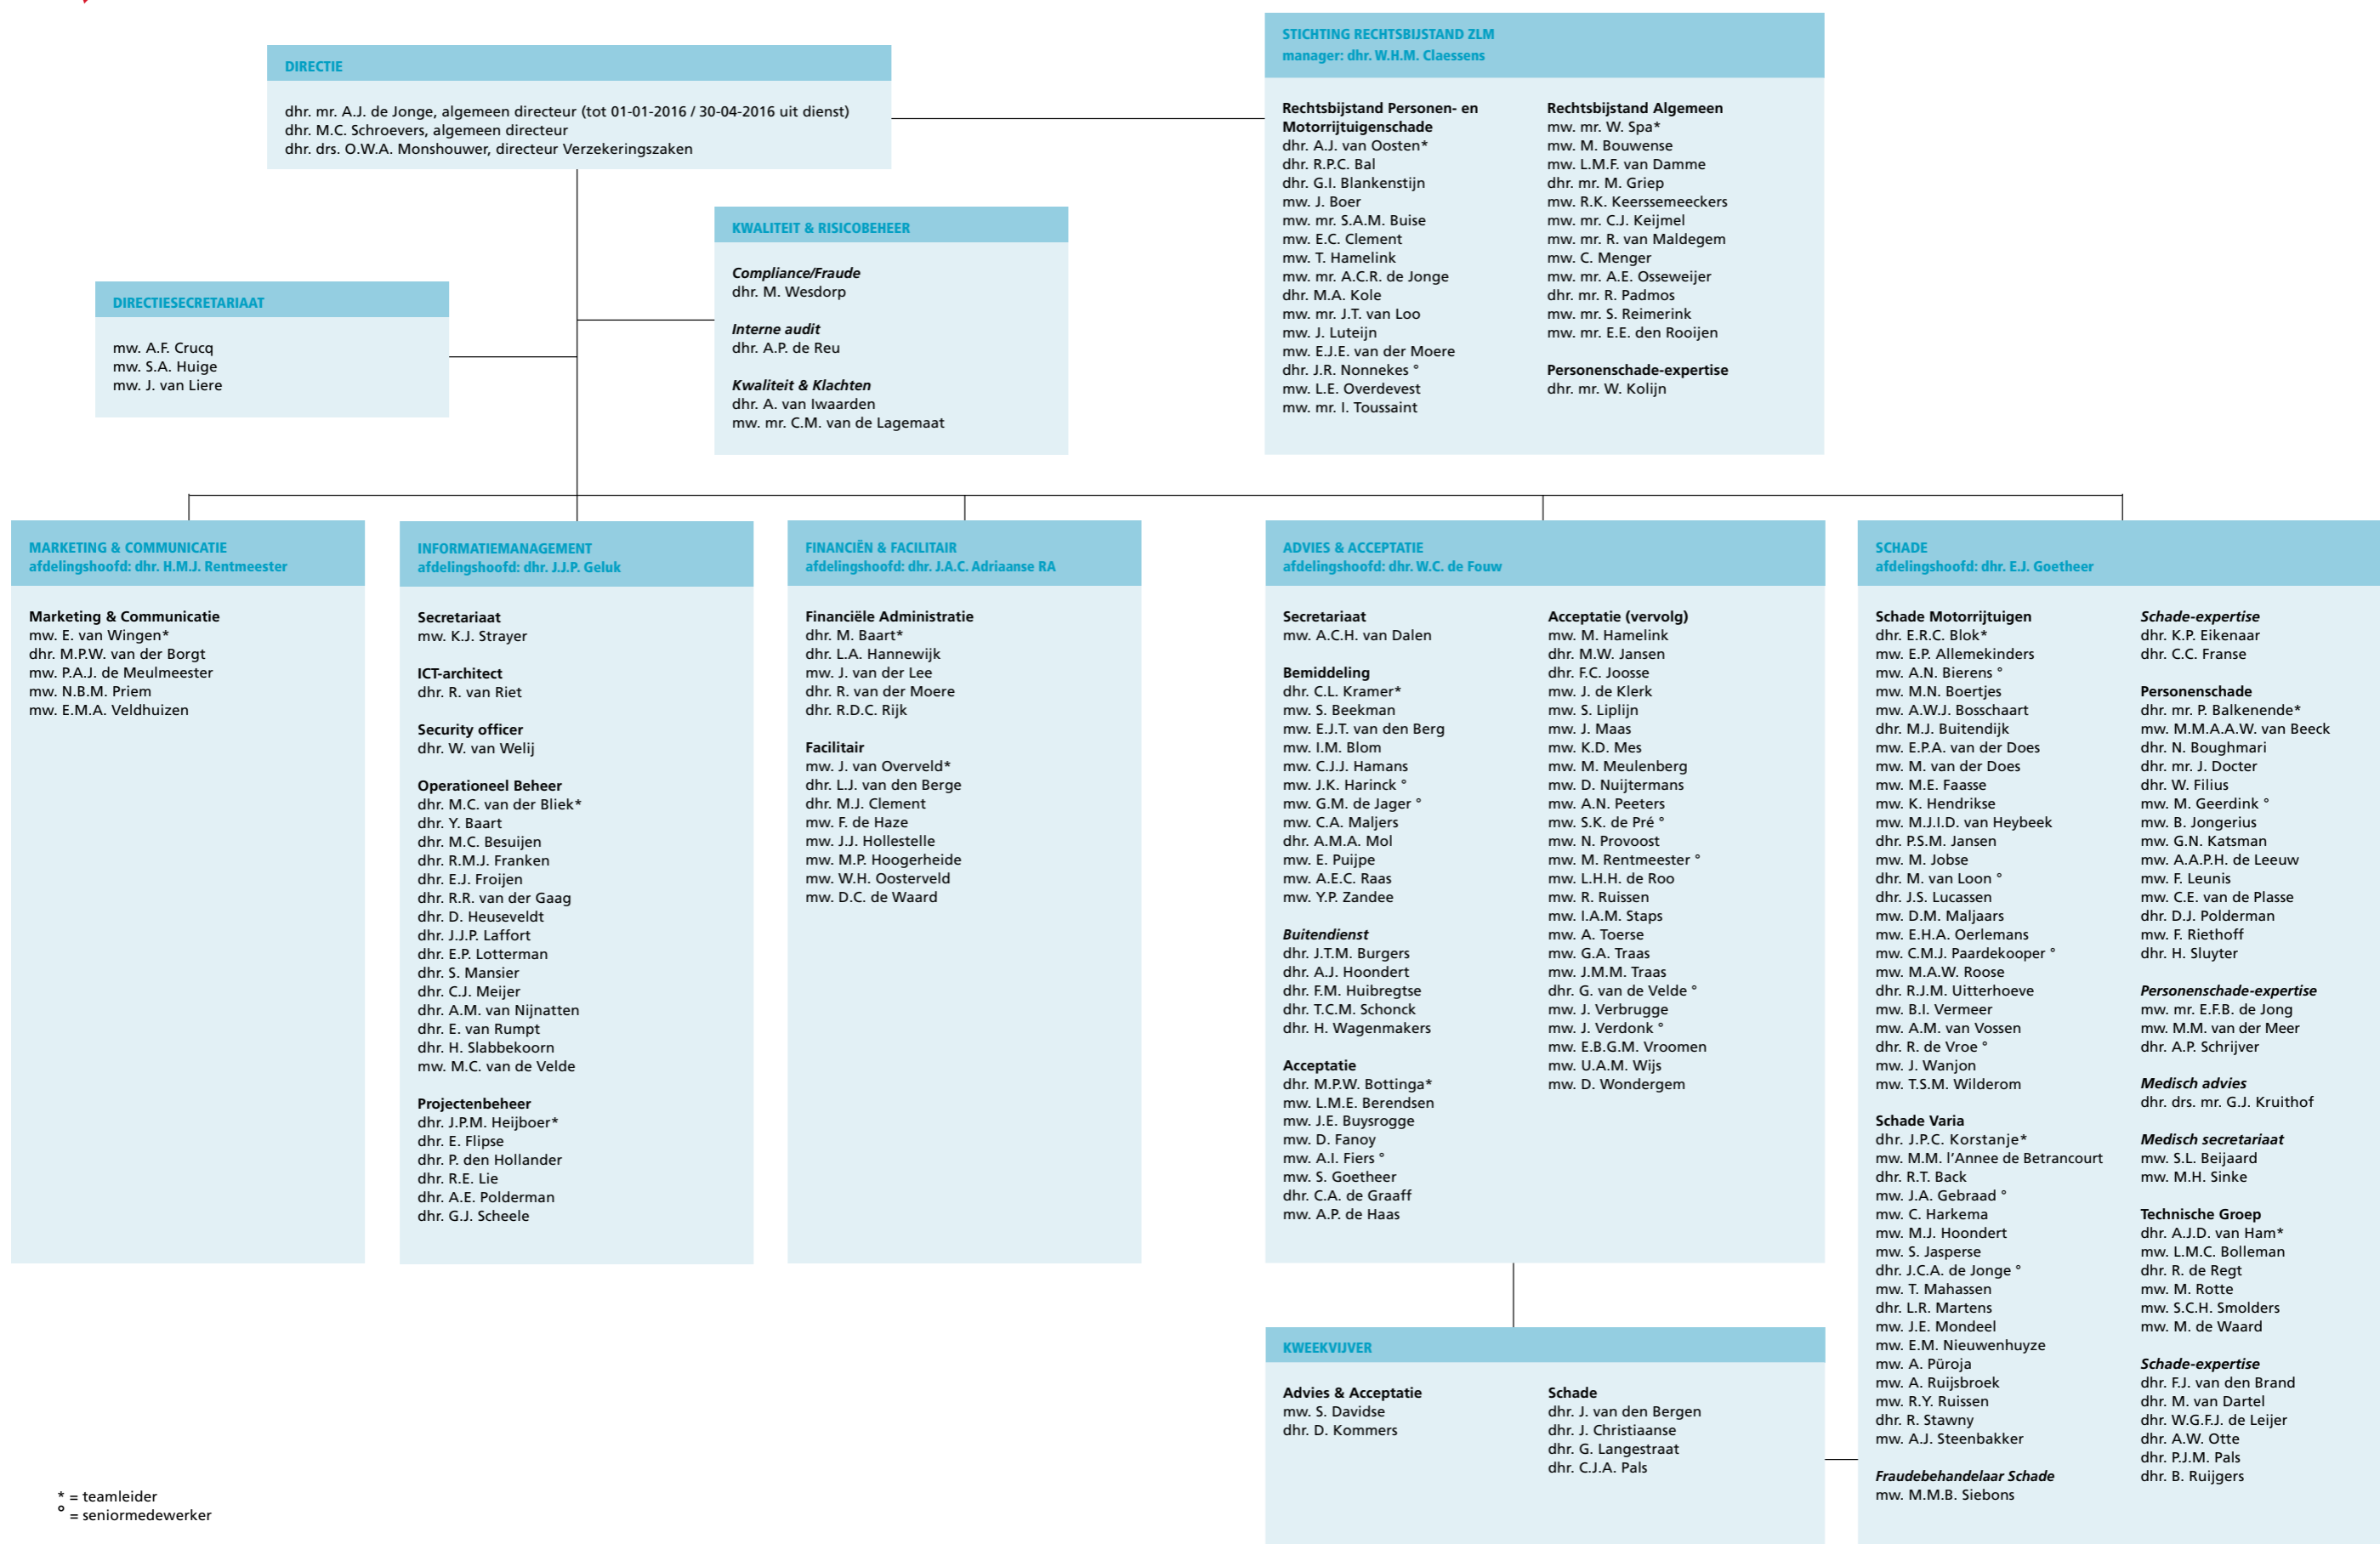 DIRECTIE
dhr. mr. A.J. de Jonge, algemeen directeur (tot 01-01-2016 / 30-04-2016 uit dienst)
dhr. M.C. Schroevers, algemeen directeur
dhr. drs. O.W.A. Monshouwer, directeur Verzekeringszaken
STICHTING RECHTSBIJSTAND ZLM
manager: dhr. W.H.M. Claessens
Rechtsbijstand Personen- en
Motorrijtuigenschade
dhr. A.J. van Oosten*
dhr. R.P.C. Bal
dhr. G.I. Blankenstijn
mw. J. Boer
mw. mr. S.A.M. Buise
mw. E.C. Clement
mw. T. Hamelink
mw. mr. A.C.R. de Jonge
dhr. M.A. Kole
mw. mr. J.T. van Loo
mw. J. Luteijn
mw. E.J.E. van der Moere
dhr. J.R. Nonnekes °
mw. L.E. Overdevest
mw. mr. I. Toussaint
Rechtsbijstand Algemeen
mw. mr. W. Spa*
mw. M. Bouwense
mw. L.M.F. van Damme
dhr. mr. M. Griep
mw. R.K. Keerssemeeckers
mw. mr. C.J. Keijmel
mw. mr. R. van Maldegem
mw. C. Menger
mw. mr. A.E. Osseweijer
dhr. mr. R. Padmos
mw. mr. S. Reimerink
mw. mr. E.E. den Rooijen
Personenschade-expertise
dhr. mr. W. Kolijn
KWALITEIT & RISICOBEHEER
Compliance/Fraude
dhr. M. Wesdorp
Interne audit
dhr. A.P. de Reu
Kwaliteit & Klachten
dhr. A. van Iwaarden
mw. mr. C.M. van de Lagemaat
DIRECTIESECRETARIAAT
mw. A.F. Crucq
mw. S.A. Huige
mw. J. van Liere
MARKETING & COMMUNICATIE
afdelingshoofd: dhr. H.M.J. Rentmeester
Marketing & Communicatie
mw. E. van Wingen*
dhr. M.P.W. van der Borgt
mw. P.A.J. de Meulmeester
mw. N.B.M. Priem
mw. E.M.A. Veldhuizen
INFORMATIEMANAGEMENT
afdelingshoofd: dhr. J.J.P. Geluk
Secretariaat
mw. K.J. Strayer
ICT-architect
dhr. R. van Riet
Security officer
dhr. W. van Welij
Operationeel Beheer
dhr. M.C. van der Bliek*
dhr. Y. Baart
dhr. M.C. Besuijen
dhr. R.M.J. Franken
dhr. E.J. Froijen
dhr. R.R. van der Gaag
dhr. D. Heuseveldt
dhr. J.J.P. Laffort
dhr. E.P. Lotterman
dhr. S. Mansier
dhr. C.J. Meijer
dhr. A.M. van Nijnatten
dhr. E. van Rumpt
dhr. H. Slabbekoorn
mw. M.C. van de Velde
Projectenbeheer
dhr. J.P.M. Heijboer*
dhr. E. Flipse
dhr. P. den Hollander
dhr. R.E. Lie
dhr. A.E. Polderman
dhr. G.J. Scheele
FINANCIËN & FACILITAIR
afdelingshoofd: dhr. J.A.C. Adriaanse RA
Financiële Administratie
dhr. M. Baart*
dhr. L.A. Hannewijk
mw. J. van der Lee
dhr. R. van der Moere
dhr. R.D.C. Rijk
Facilitair
mw. J. van Overveld*
dhr. L.J. van den Berge
dhr. M.J. Clement
mw. F. de Haze
mw. J.J. Hollestelle
mw. M.P. Hoogerheide
mw. W.H. Oosterveld
mw. D.C. de Waard
ADVIES & ACCEPTATIE
afdelingshoofd: dhr. W.C. de Fouw
Secretariaat
mw. A.C.H. van Dalen
Bemiddeling
dhr. C.L. Kramer*
mw. S. Beekman
mw. E.J.T. van den Berg
mw. I.M. Blom
mw. C.J.J. Hamans
mw. J.K. Harinck °
mw. G.M. de Jager °
mw. C.A. Maljers
dhr. A.M.A. Mol
mw. E. Puijpe
mw. A.E.C. Raas
mw. Y.P. Zandee
Buitendienst
dhr. J.T.M. Burgers
dhr. A.J. Hoondert
dhr. F.M. Huibregtse
dhr. T.C.M. Schonck
dhr. H. Wagenmakers
Acceptatie
dhr. M.P.W. Bottinga*
mw. L.M.E. Berendsen
mw. J.E. Buysrogge
mw. D. Fanoy
mw. A.I. Fiers °
mw. S. Goetheer
dhr. C.A. de Graaff
mw. A.P. de Haas
Acceptatie (vervolg)
mw. M. Hamelink
dhr. M.W. Jansen
dhr. F.C. Joosse
mw. J. de Klerk
mw. S. Liplijn
mw. J. Maas
mw. K.D. Mes
mw. M. Meulenberg
mw. D. Nuijtermans
mw. A.N. Peeters
mw. S.K. de Pré °
mw. N. Provoost
mw. M. Rentmeester °
mw. L.H.H. de Roo
mw. R. Ruissen
mw. I.A.M. Staps
mw. A. Toerse
mw. G.A. Traas
mw. J.M.M. Traas
dhr. G. van de Velde °
mw. J. Verbrugge
mw. J. Verdonk °
mw. E.B.G.M. Vroomen
mw. U.A.M. Wijs
mw. D. Wondergem
SCHADE
afdelingshoofd: dhr. E.J. Goetheer
Schade Motorrijtuigen
dhr. E.R.C. Blok*
mw. E.P. Allemekinders
mw. A.N. Bierens °
mw. M.N. Boertjes
mw. A.W.J. Bosschaart
dhr. M.J. Buitendijk
mw. E.P.A. van der Does
mw. M. van der Does
mw. M.E. Faasse
mw. K. Hendrikse
mw. M.J.I.D. van Heybeek
dhr. P.S.M. Jansen
mw. M. Jobse
dhr. M. van Loon °
dhr. J.S. Lucassen
mw. D.M. Maljaars
mw. E.H.A. Oerlemans
mw. C.M.J. Paardekooper °
mw. M.A.W. Roose
dhr. R.J.M. Uitterhoeve
mw. B.I. Vermeer
mw. A.M. van Vossen
dhr. R. de Vroe °
mw. J. Wanjon
mw. T.S.M. Wilderom
Schade Varia
dhr. J.P.C. Korstanje*
mw. M.M. l'Annee de Betrancourt
dhr. R.T. Back
mw. J.A. Gebraad °
mw. C. Harkema
mw. M.J. Hoondert
mw. S. Jasperse
dhr. J.C.A. de Jonge °
mw. T. Mahassen
dhr. L.R. Martens
mw. J.E. Mondeel
mw. E.M. Nieuwenhuyze
mw. A. Püroja
mw. A. Ruijsbroek
mw. R.Y. Ruissen
dhr. R. Stawny
mw. A.J. Steenbakker
Fraudebehandelaar Schade
mw. M.M.B. Siebons
Schade-expertise
dhr. K.P. Eikenaar
dhr. C.C. Franse
Personenschade
dhr. mr. P. Balkenende*
mw. M.M.A.A.W. van Beeck
dhr. N. Boughmari
dhr. mr. J. Docter
dhr. W. Filius
mw. M. Geerdink °
mw. B. Jongerius
mw. G.N. Katsman
mw. A.A.P.H. de Leeuw
mw. F. Leunis
mw. C.E. van de Plasse
dhr. D.J. Polderman
mw. F. Riethoff
dhr. H. Sluyter
Personenschade-expertise
mw. mr. E.F.B. de Jong
mw. M.M. van der Meer
dhr. A.P. Schrijver
Medisch advies
dhr. drs. mr. G.J. Kruithof
Medisch secretariaat
mw. S.L. Beijaard
mw. M.H. Sinke
Technische Groep
dhr. A.J.D. van Ham*
mw. L.M.C. Bolleman
dhr. R. de Regt
mw. M. Rotte
mw. S.C.H. Smolders
mw. M. de Waard
Schade-expertise
dhr. F.J. van den Brand
dhr. M. van Dartel
dhr. W.G.F.J. de Leijer
dhr. A.W. Otte
dhr. P.J.M. Pals
dhr. B. Ruijgers
KWEEKVIJVER
Advies & Acceptatie
mw. S. Davidse
dhr. D. Kommers
Schade
dhr. J. van den Bergen
dhr. J. Christiaanse
dhr. G. Langestraat
dhr. C.J.A. Pals
* = teamleider
° = seniormedewerker